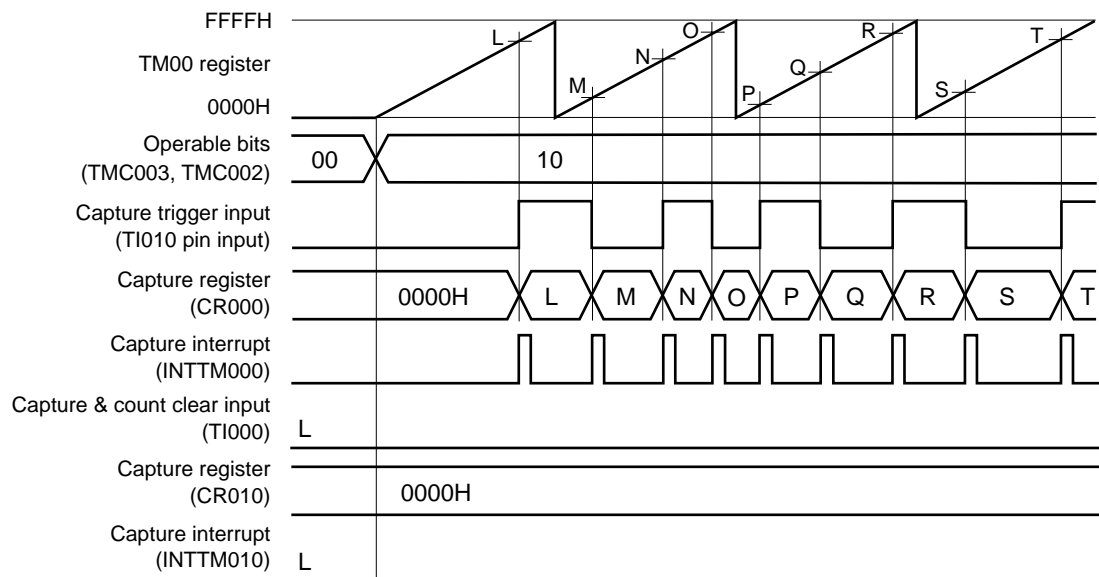 FFFFH
TM00 register
0000H
L
M
N
O
P
Q
R
S
T
Operable bits
(TMC003, TMC002)
00
10
Capture trigger input
(TI010 pin input)
Capture register
(CR000)
0000H
L
M
N
O
P
Q
R
S
T
Capture interrupt
(INTTM000)
Capture & count clear input
(TI000)
L
Capture register
(CR010)
0000H
Capture interrupt
(INTTM010)
L